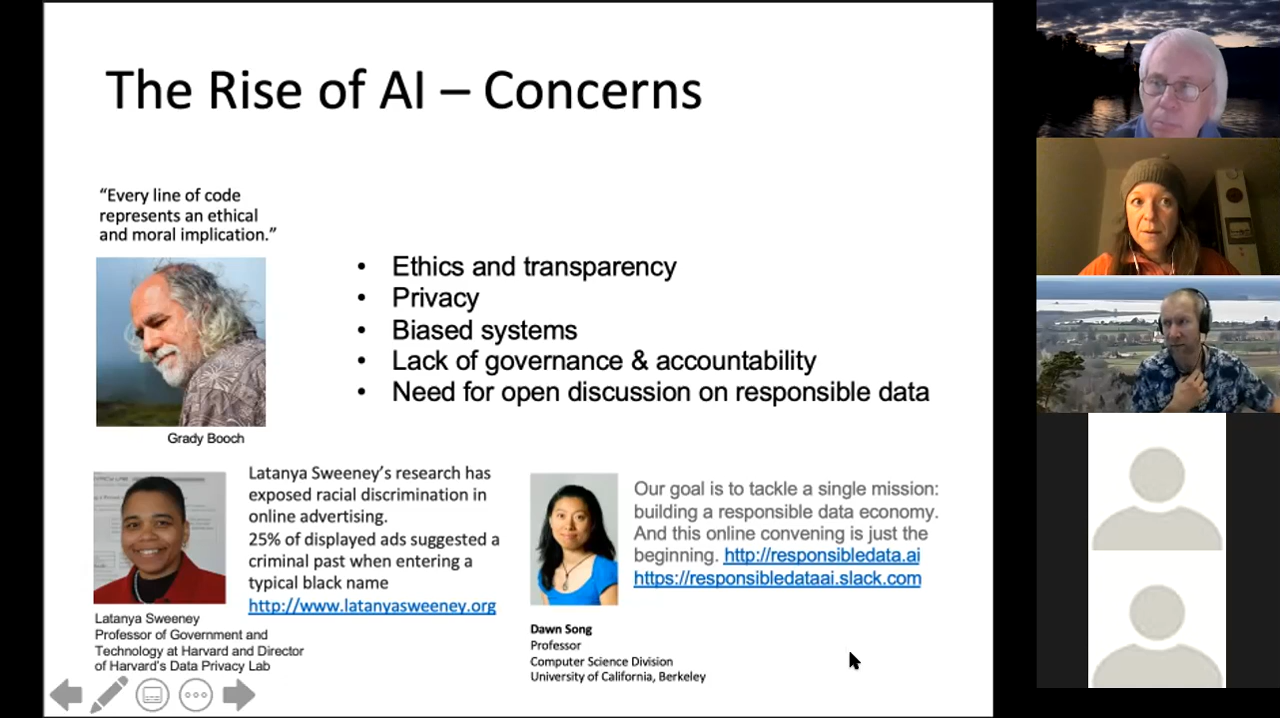 The Rise of AI – Concerns
“Every line of code
represents an ethical
and moral implication.”
Grady Booch
• Ethics and transparency
• Privacy
• Biased systems
• Lack of governance & accountability
• Need for open discussion on responsible data
Latanya Sweeney’s research has
exposed racial discrimination in
online advertising.
25% of displayed ads suggested a
criminal past when entering a
typical black name
http://www.latanyasweeney.org
Latanya Sweeney
Professor of Government and
Technology at Harvard and Director
of Harvard’s Data Privacy Lab
Our goal is to tackle a single mission:
building a responsible data economy.
And this online convening is just the
beginning. http://responsibledata.ai
https://responsibledataai.slack.com
Dawn Song
Professor
Computer Science Division
University of California, Berkeley